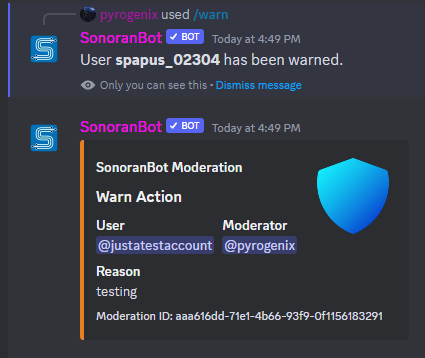 pyrogenix used /warn
SonoranBot ✓ BOT Today at 4:49 PM
User spapus_02304 has been warned.
Only you can see this • Dismiss message
SonoranBot ✓ BOT Today at 4:49 PM
SonoranBot Moderation
Warn Action
User Moderator
@justatestaccount @pyrogenix
Reason
testing
Moderation ID: aaa616dd-71e1-4b66-93f9-0f1156183291